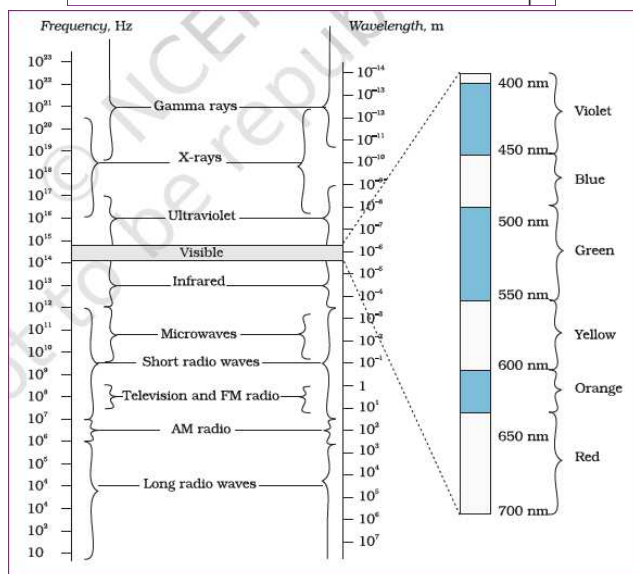 Frequency, Hz
10²³
10²²
10²¹
10²⁰
10¹⁹
10¹⁸
10¹⁷
10¹⁶
10¹⁵
10¹⁴
10¹³
10¹²
10¹¹
10¹⁰
10⁹
10⁸
10⁷
10⁶
10⁵
10⁴
10⁴
10²
10
Gamma rays
X-rays
Ultraviolet
Visible
Infrared
Microwaves
Short radio waves
Television and FM radio
AM radio
Long radio waves
Wavelength, m
10⁻¹⁴
10⁻¹³
10⁻¹²
10⁻¹¹
10⁻¹⁰
10⁻⁹
10⁻⁸
10⁻⁷
10⁻⁶
10⁻⁵
10⁻⁴
10⁻³
10⁻²
10⁻¹
1
10¹
10²
10³
10⁴
10⁵
10⁶
10⁷
400 nm
450 nm
500 nm
550 nm
600 nm
650 nm
700 nm
Violet
Blue
Green
Yellow
Orange
Red
© NC
to be repub